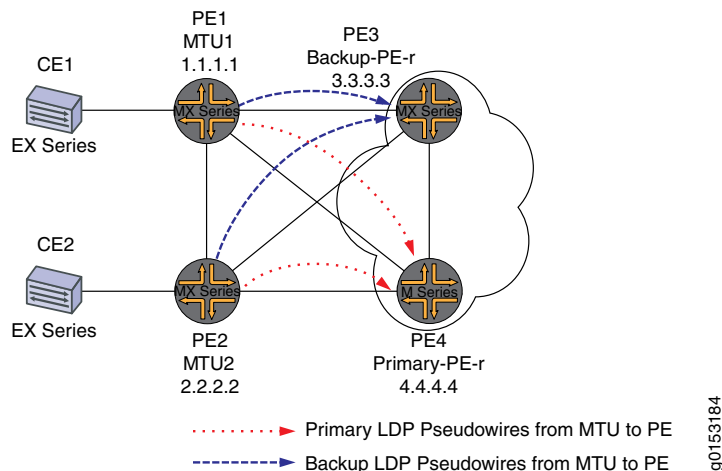 PE1
MTU1
1.1.1.1
PE3
Backup-PE-r
3.3.3.3
CE1
MX Series
MX Series
EX Series
CE2
MX Series
M Series
EX Series
PE2
MTU2
2.2.2.2
PE4
Primary-PE-r
4.4.4.4
Primary LDP Pseudowires from MTU to PE
Backup LDP Pseudowires from MTU to PE
g0153184